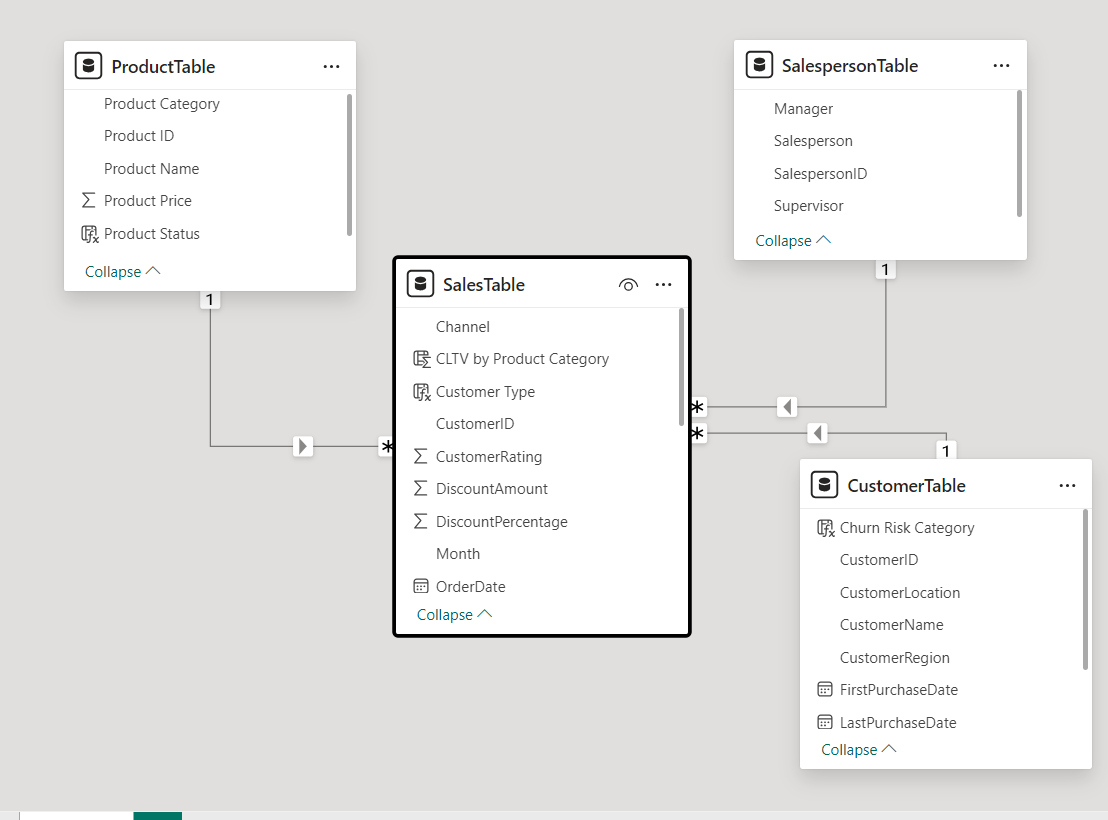 ProductTable
Product Category
Product ID
Product Name
Product Price
Product Status
Collapse
1
SalespersonTable
Manager
Salesperson
SalespersonID
Supervisor
Collapse
1
SalesTable
Channel
CLTV by Product Category
Customer Type
CustomerID
CustomerRating
DiscountAmount
DiscountPercentage
Month
OrderDate
Collapse
*
*
*
1
CustomerTable
Churn Risk Category
CustomerID
CustomerLocation
CustomerName
CustomerRegion
FirstPurchaseDate
LastPurchaseDate
Collapse